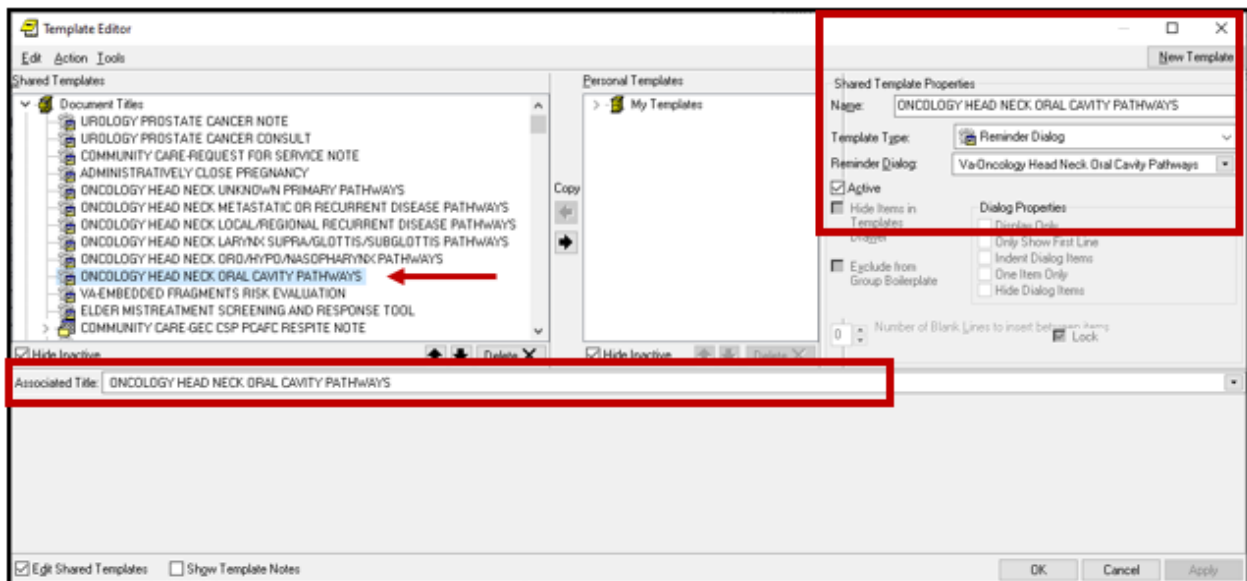 Template Editor
Edit Action Tools
New Template
Shared Templates
Document Titles
UROLOGY PROSTATE CANCER NOTE
UROLOGY PROSTATE CANCER CONSULT
COMMUNITY CARE-REQUEST FOR SERVICE NOTE
ADMINISTRATIVELY CLOSE PREGNANCY
ONCOLOGY HEAD NECK UNKNOWN PRIMARY PATHWAYS
ONCOLOGY HEAD NECK METASTATIC OR RECURRENT DISEASE PATHWAYS
ONCOLOGY HEAD NECK LOCAL/REGIONAL RECURRENT DISEASE PATHWAYS
ONCOLOGY HEAD NECK LARYNX SUPRA/GLOTTIS/SUBGLOTTIS PATHWAYS
ONCOLOGY HEAD NECK ORO/HYPO/NASOPHARYNX PATHWAYS
ONCOLOGY HEAD NECK ORAL CAVITY PATHWAYS
VA-EMBEDDED FRAGMENTS RISK EVALUATION
ELDER MISTREATMENT SCREENING AND RESPONSE TOOL
COMMUNITY CARE-GEC CSP PCAFC RESPITE NOTE
Hide Inactive
Delete
Copy
Personal Templates
My Templates
Hide Inactive
Delete
Shared Template Properties
Name: ONCOLOGY HEAD NECK ORAL CAVITY PATHWAYS
Template Type: Reminder Dialog
Reminder Dialog: Va-Oncology Head Neck Oral Cavity Pathways
Active
Hide Items in
Templates
Drawer
Exclude from
Group Boilerplate
Dialog Properties
Display Only
Only Show First Line
Indent Dialog Items
One Item Only
Hide Dialog Items
0 Number of Blank Lines to insert between items
Lock
Associated Title: ONCOLOGY HEAD NECK ORAL CAVITY PATHWAYS
Edit Shared Templates Show Template Notes
OK Cancel Apply